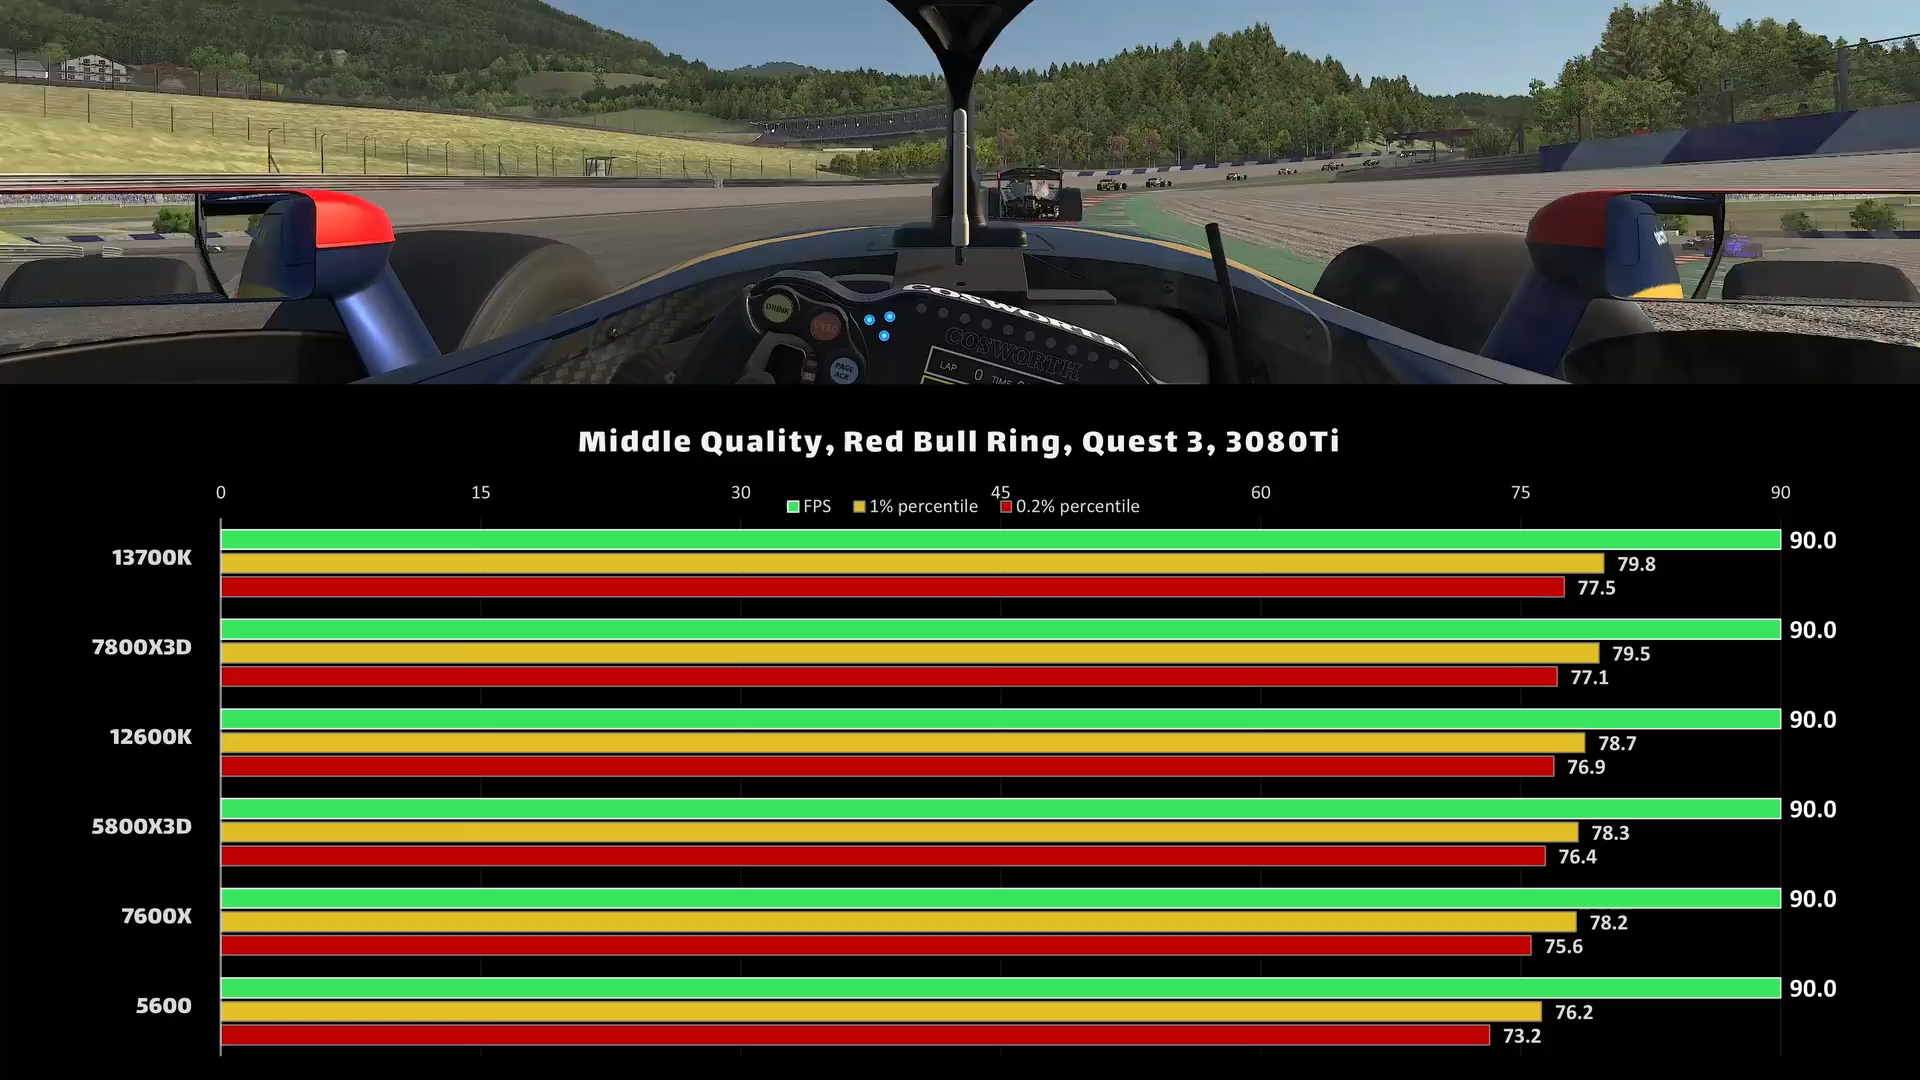 DRINK
OVER
PAGE
ACK
COSWORTH
COSWORTH
LAP 0 TIME
Middle Quality, Red Bull Ring, Quest 3, 3080Ti
0 15 30 45 60 75 90
FPS 1% percentile 0.2% percentile
13700K
90.0
79.8
77.5
7800X3D
90.0
79.5
77.1
12600K
90.0
78.7
76.9
5800X3D
90.0
78.3
76.4
7600X
90.0
78.2
75.6
5600
90.0
76.2
73.2